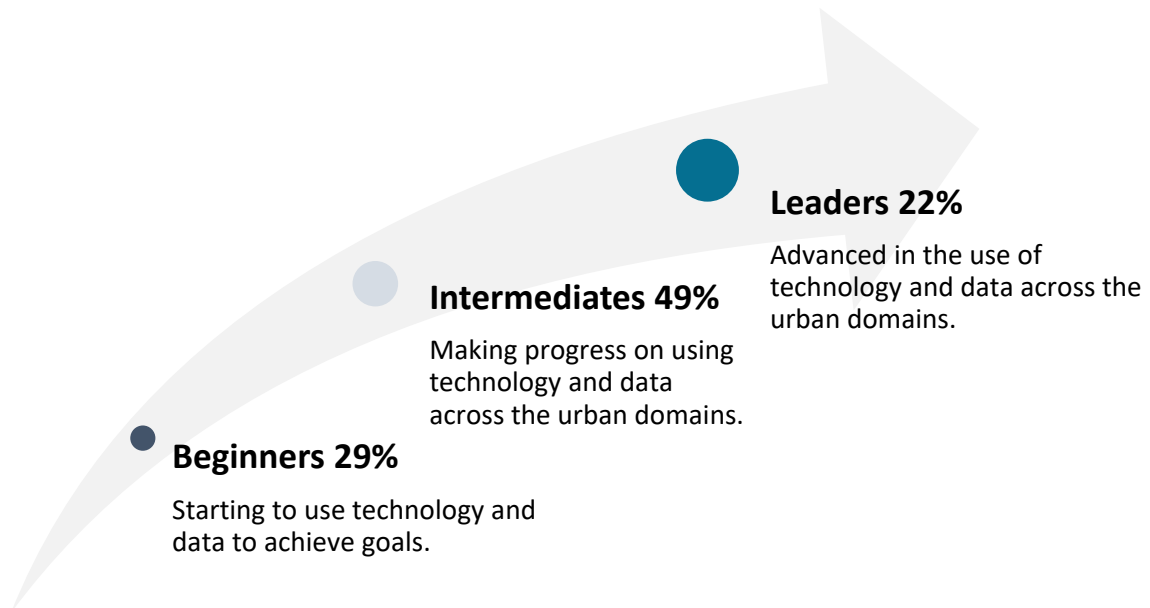 Leaders 22%
Advanced in the use of
technology and data across the
urban domains.
Intermediates 49%
Making progress on using
technology and data
across the urban domains.
Beginners 29%
Starting to use technology and
data to achieve goals.